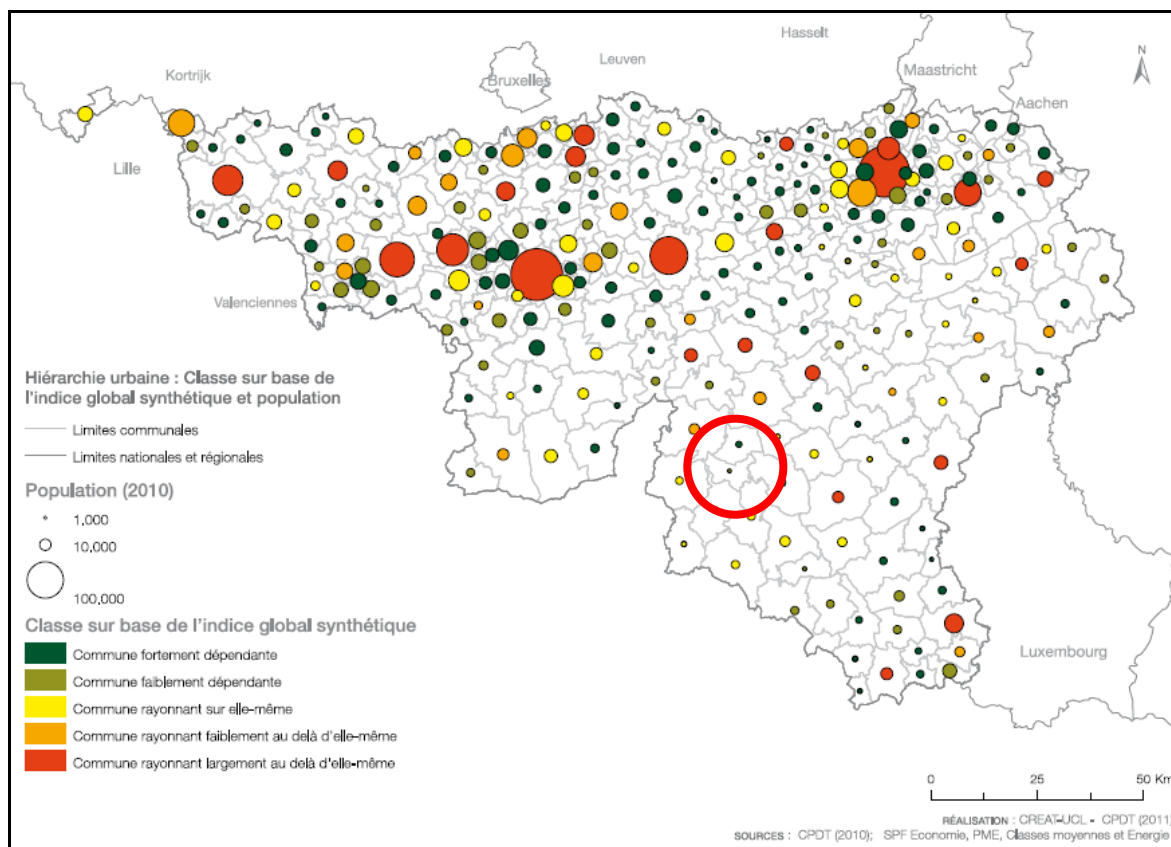 Hasselt
Leuven
Kortrijk
Bruxelles
Maastricht
N
Aachen
Lille
Valenciennes
Luxembourg
Hiérarchie urbaine : Classe sur base de
l'indice global synthétique et population
Limites communales
Limites nationales et régionales
Population (2010)
1,000
10,000
100,000
Classe sur base de l'indice global synthétique
Commune fortement dépendante
Commune faiblement dépendante
Commune rayonnant sur elle-même
Commune rayonnant faiblement au delà d'elle-même
Commune rayonnant largement au delà d'elle-même
0 25 50 Km
RÉALISATION : CREAT-UCL - CPDT (2011)
SOURCES : CPDT (2010); SPF Economie, PME, Classes moyennes et Energie